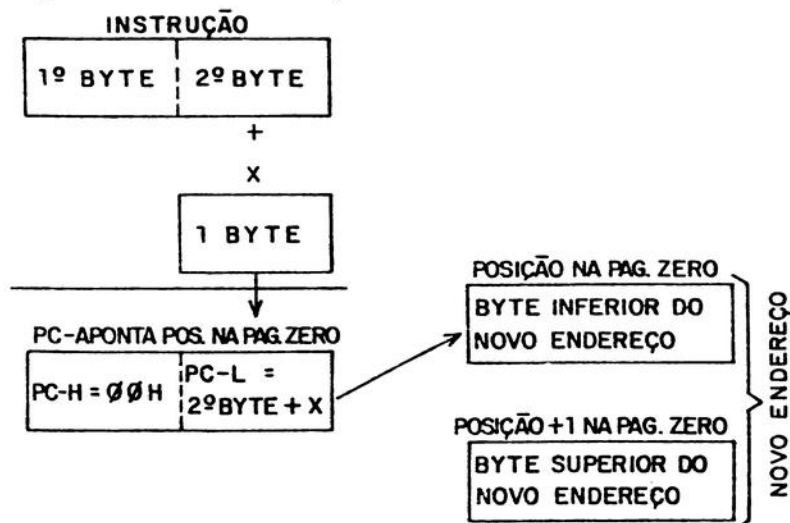 INSTRUÇÃO
1º BYTE 2º BYTE
+
X
1 BYTE
PC-APONTA POS. NA PAG. ZERO
PC-H = ØØH
PC-L =
2º BYTE + X
POSIÇÃO NA PAG. ZERO
BYTE INFERIOR DO
NOVO ENDEREÇO
POSIÇÃO +1 NA PAG. ZERO
BYTE SUPERIOR DO
NOVO ENDEREÇO
NOVO ENDEREÇO